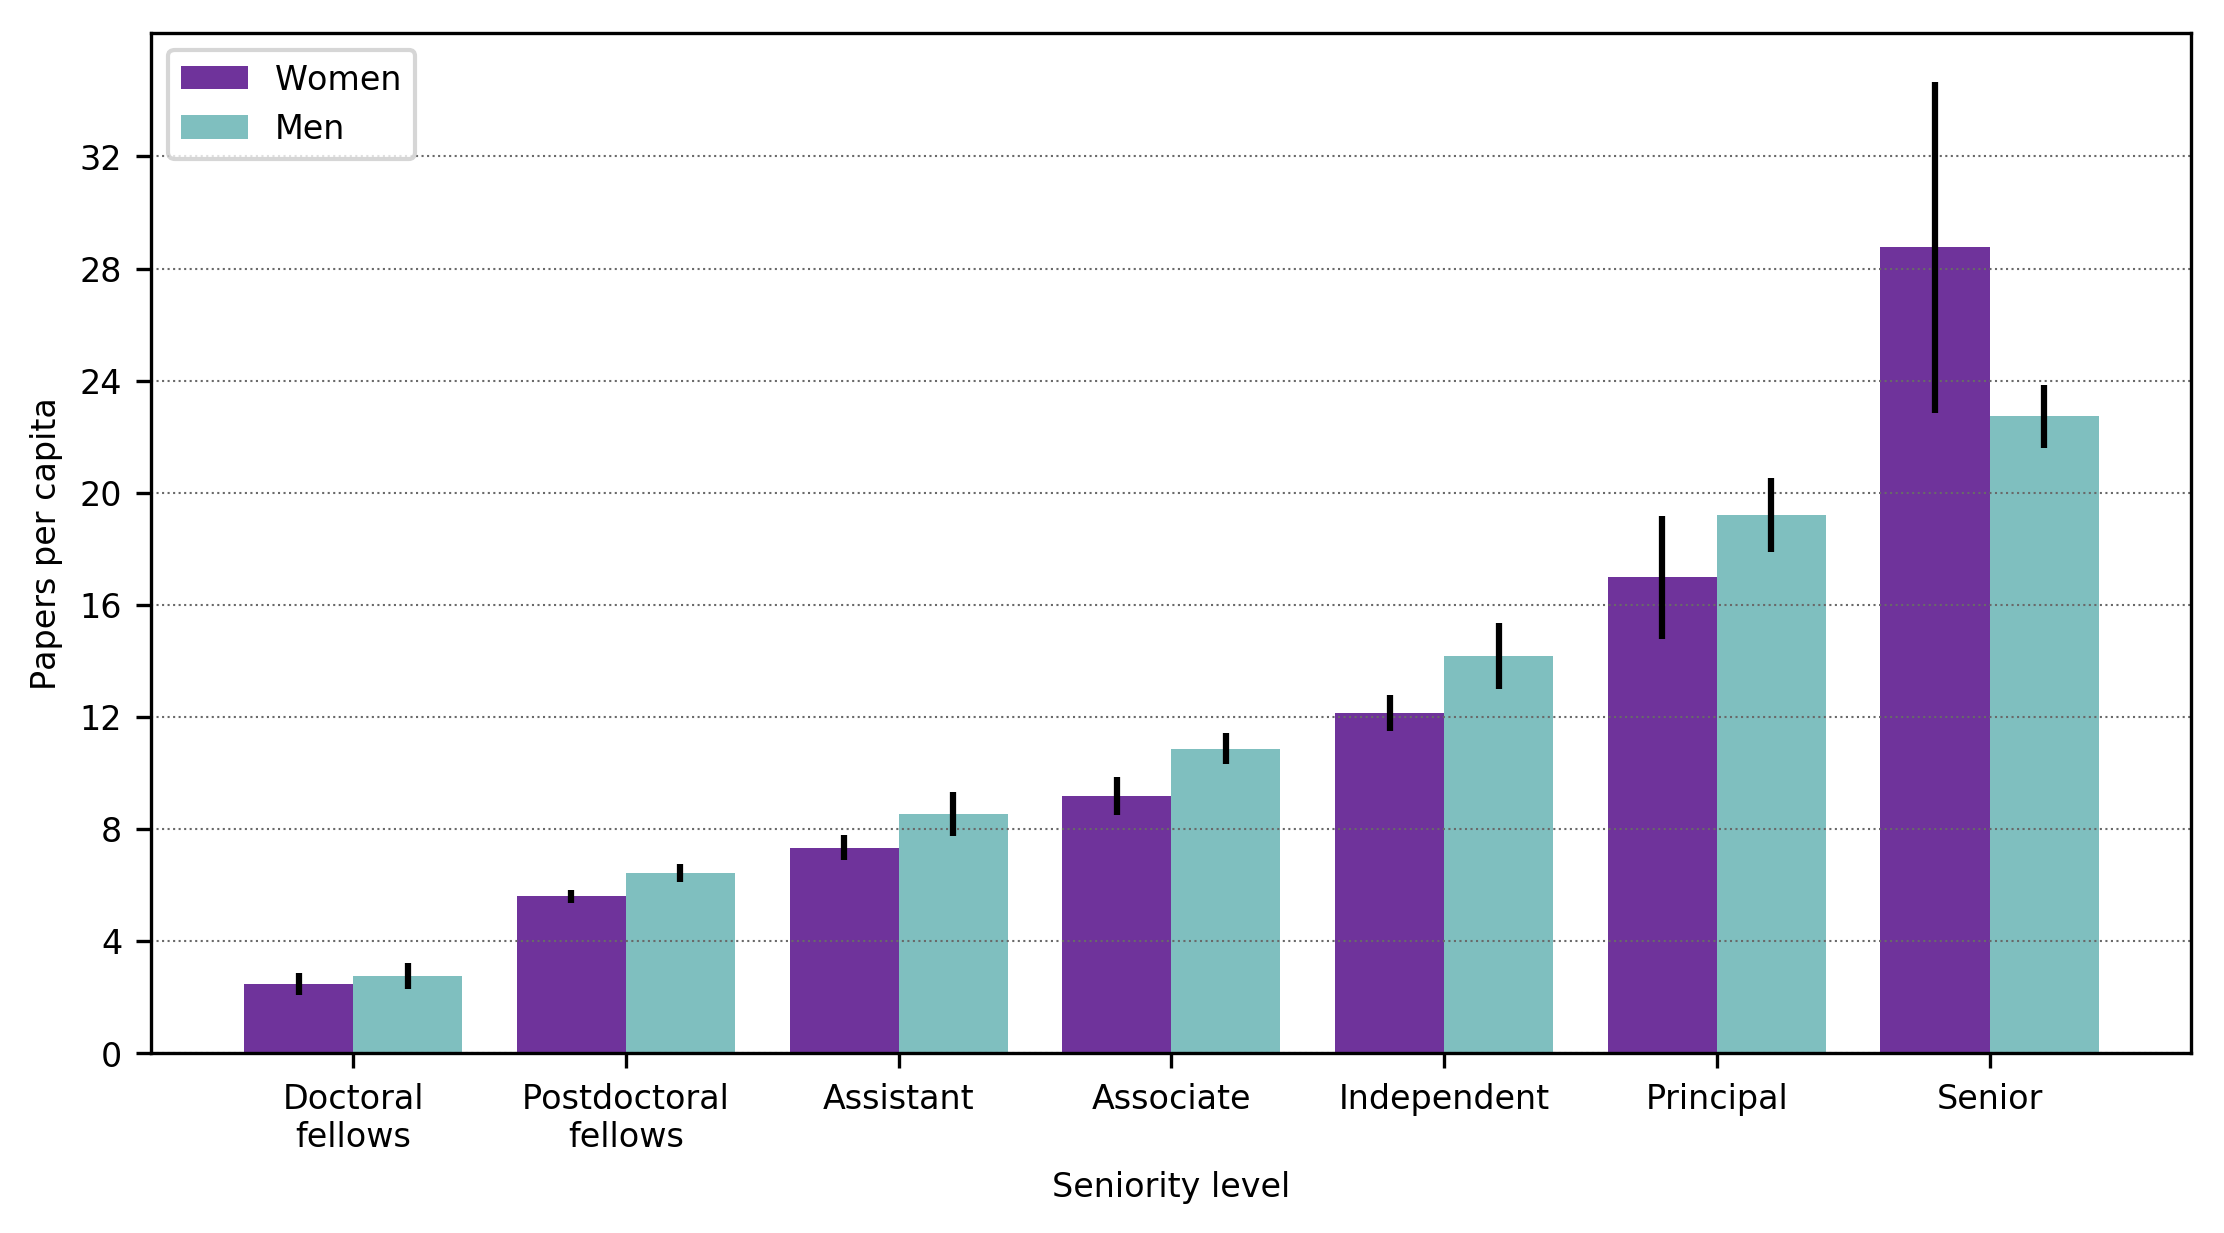 Women
Men
32
28
24
20
16
12
8
4
0
Papers per capita
Doctoral
fellows
Postdoctoral
fellows
Assistant
Associate
Independent
Principal
Senior
Seniority level